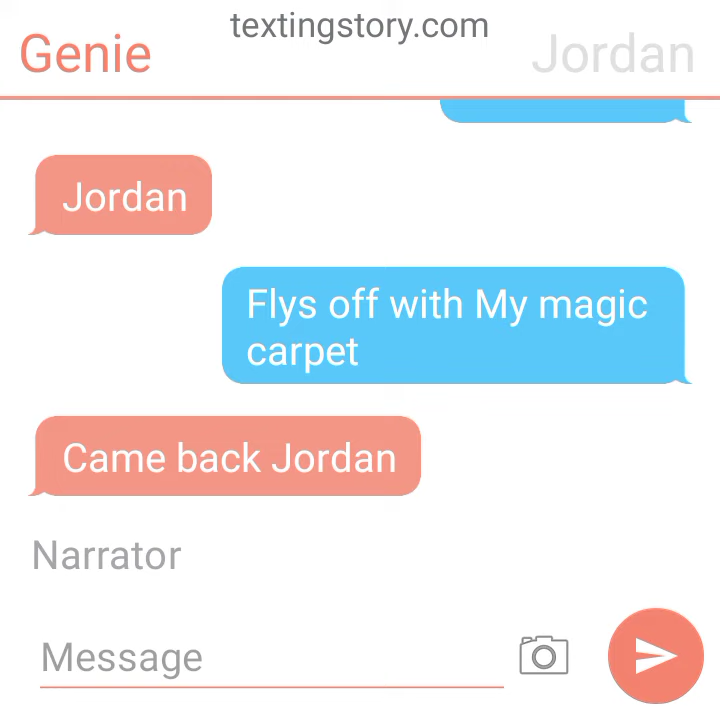 textingstory.com
Genie
Jordan
Jordan
Flys off with My magic
carpet
Came back Jordan
Narrator
Message